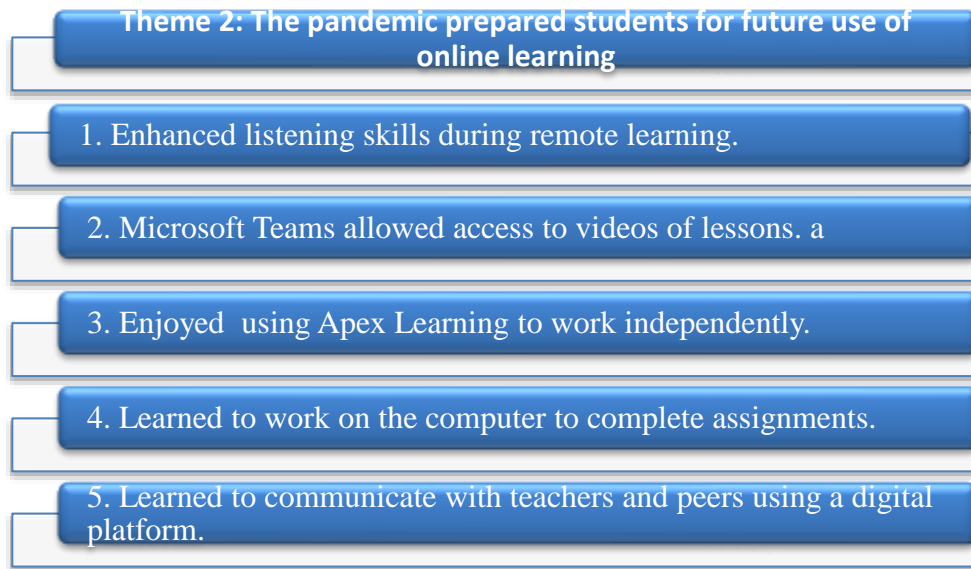 Theme 2: The pandemic prepared students for future use of
online learning
1. Enhanced listening skills during remote learning.
2. Microsoft Teams allowed access to videos of lessons. a
3. Enjoyed  using Apex Learning to work independently.
4. Learned to work on the computer to complete assignments.
5. Learned to communicate with teachers and peers using a digital
platform.